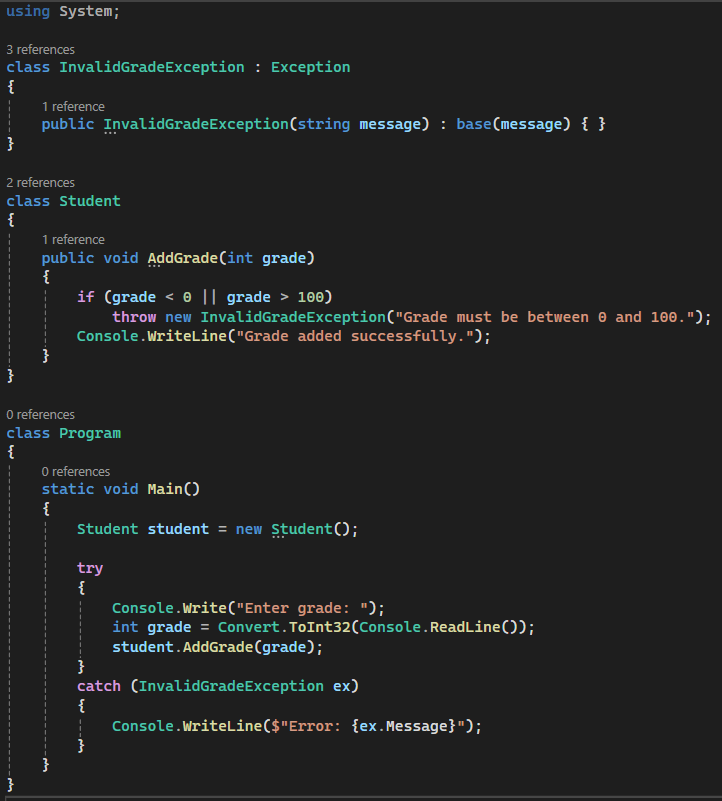 using System;
3 references
class InvalidGradeException : Exception
{
1 reference
public InvalidGradeException(string message) : base(message) { }
}
2 references
class Student
{
1 reference
public void AddGrade(int grade)
{
if (grade < 0 || grade > 100)
throw new InvalidGradeException("Grade must be between 0 and 100.");
Console.WriteLine("Grade added successfully.");
}
}
0 references
class Program
{
0 references
static void Main()
{
Student student = new Student();
try
{
Console.Write("Enter grade: ");
int grade = Convert.ToInt32(Console.ReadLine());
student.AddGrade(grade);
}
catch (InvalidGradeException ex)
{
Console.WriteLine($"Error: {ex.Message}");
}
}
}